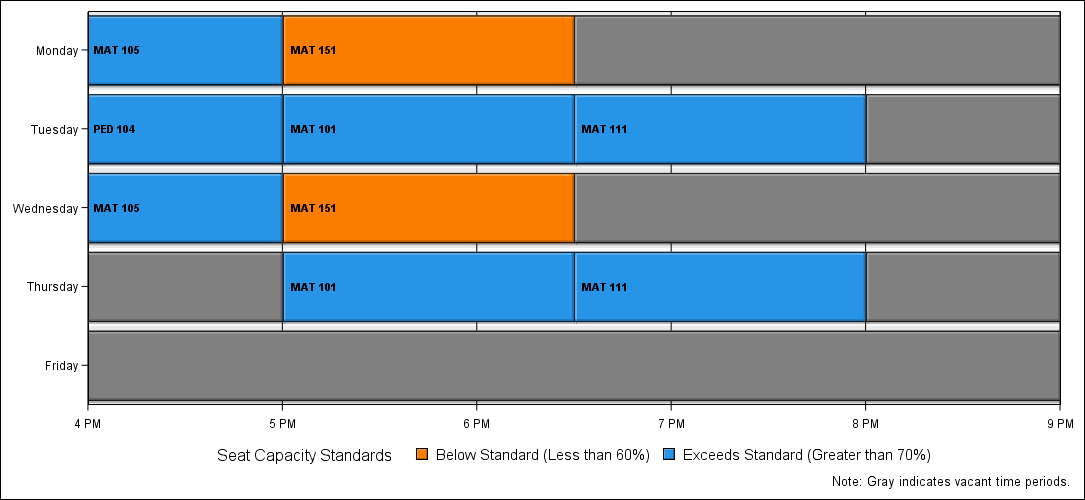 Monday MAT 105 MAT 151
Tuesday PED 104 MAT 101 MAT 111
Wednesday MAT 105 MAT 151
Thursday MAT 101 MAT 111
Friday
4 PM 5 PM 6 PM 7 PM 8 PM 9 PM
Seat Capacity Standards Below Standard (Less than 60%) Exceeds Standard (Greater than 70%)
Note: Gray indicates vacant time periods.